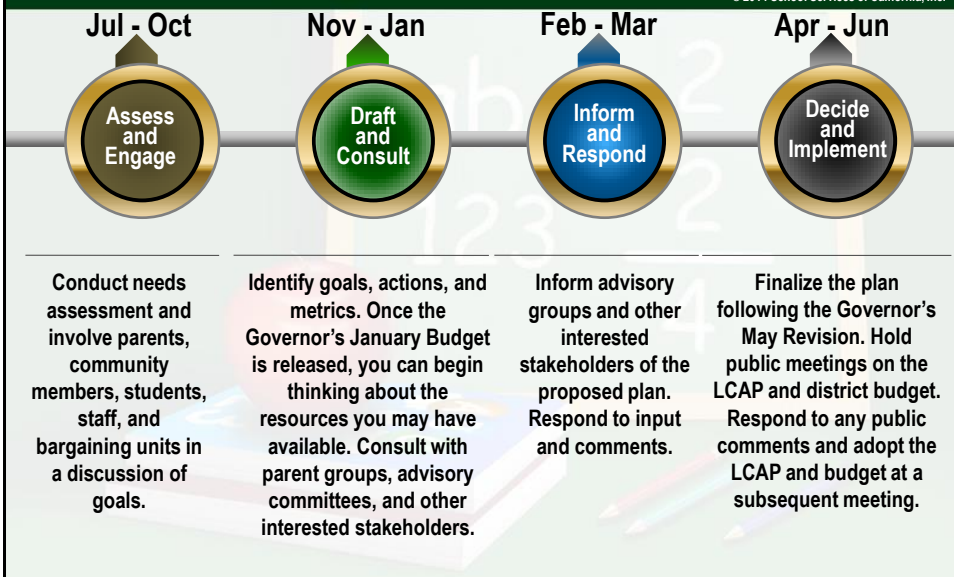 Jul - Oct
Assess
and
Engage
Conduct needs
assessment and
involve parents,
community
members, students,
staff, and
bargaining units in
a discussion of
goals.
Nov - Jan
Draft
and
Consult
Identify goals, actions, and
metrics. Once the
Governor’s January Budget
is released, you can begin
thinking about the
resources you may have
available. Consult with
parent groups, advisory
committees, and other
interested stakeholders.
Feb - Mar
Inform
and
Respond
Inform advisory
groups and other
interested
stakeholders of the
proposed plan.
Respond to input
and comments.
Apr - Jun
Decide
and
Implement
Finalize the plan
following the Governor’s
May Revision. Hold
public meetings on the
LCAP and district budget.
Respond to any public
comments and adopt the
LCAP and budget at a
subsequent meeting.
ab
123
2
2
4